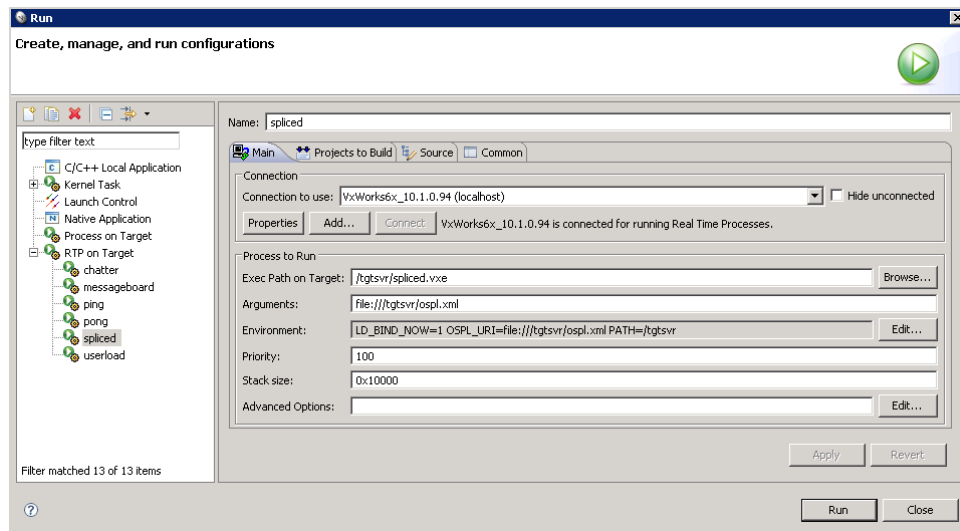 Run
Create, manage, and run configurations
type filter text
C/C++ Local Application
Kernel Task
Launch Control
Native Application
Process on Target
RTP on Target
chatter
messageboard
ping
pong
spliced
userload
Filter matched 13 of 13 items
Name: spliced
Main Projects to Build Source Common
Connection
Connection to use: VxWorks6x_10.1.0.94 (localhost) Hide unconnected
Properties Add... Connect VxWorks6x_10.1.0.94 is connected for running Real Time Processes.
Process to Run
Exec Path on Target: /tgtsvr/spliced.vxe Browse...
Arguments: file:///tgtsvr/ospl.xml
Environment: LD_BIND_NOW=1 OSPL_URI=file:///tgtsvr/ospl.xml PATH=/tgtsvr Edit...
Priority: 100
Stack size: 0x10000
Advanced Options: Edit...
Apply Revert
Run Close